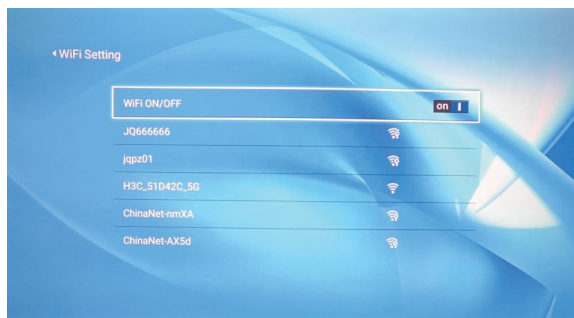 WiFi Setting
WiFi ON/OFF on
JQ666666
jqpz01
H3C_51D42C_5G
ChinaNet-nmXA
ChinaNet-AX5d